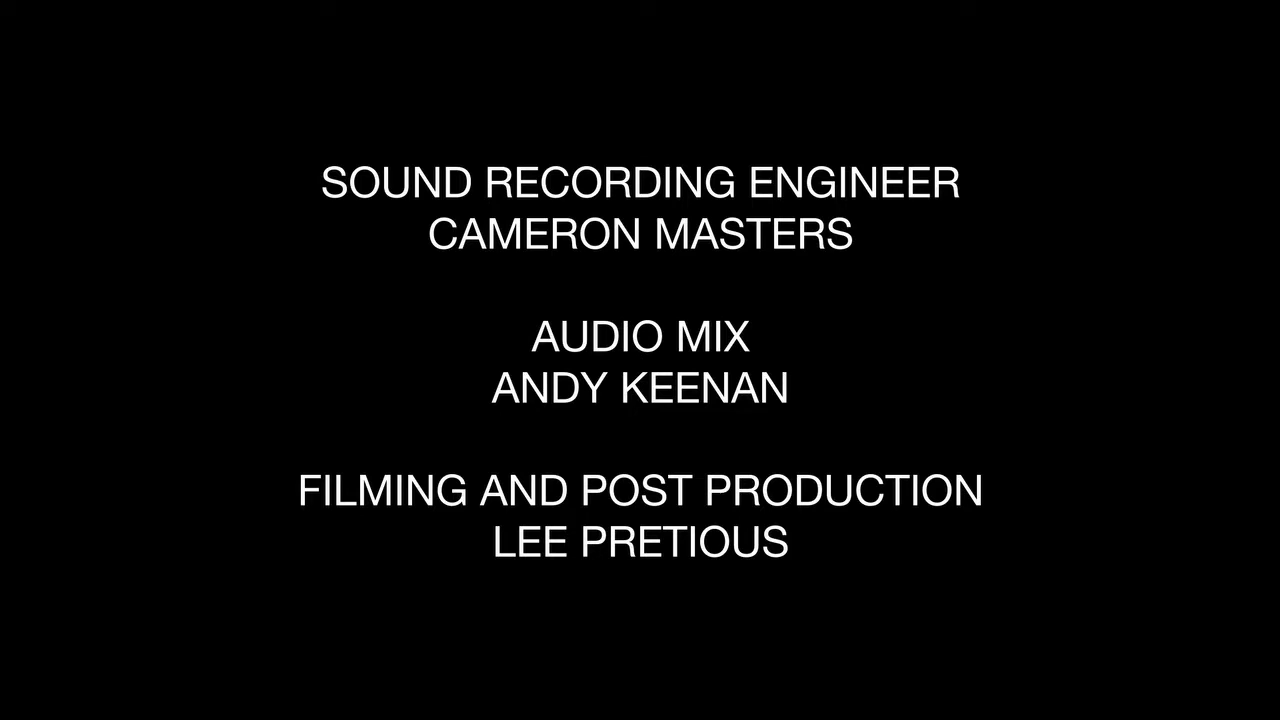 SOUND RECORDING ENGINEER
CAMERON MASTERS
AUDIO MIX
ANDY KEENAN
FILMING AND POST PRODUCTION
LEE PRETIOUS